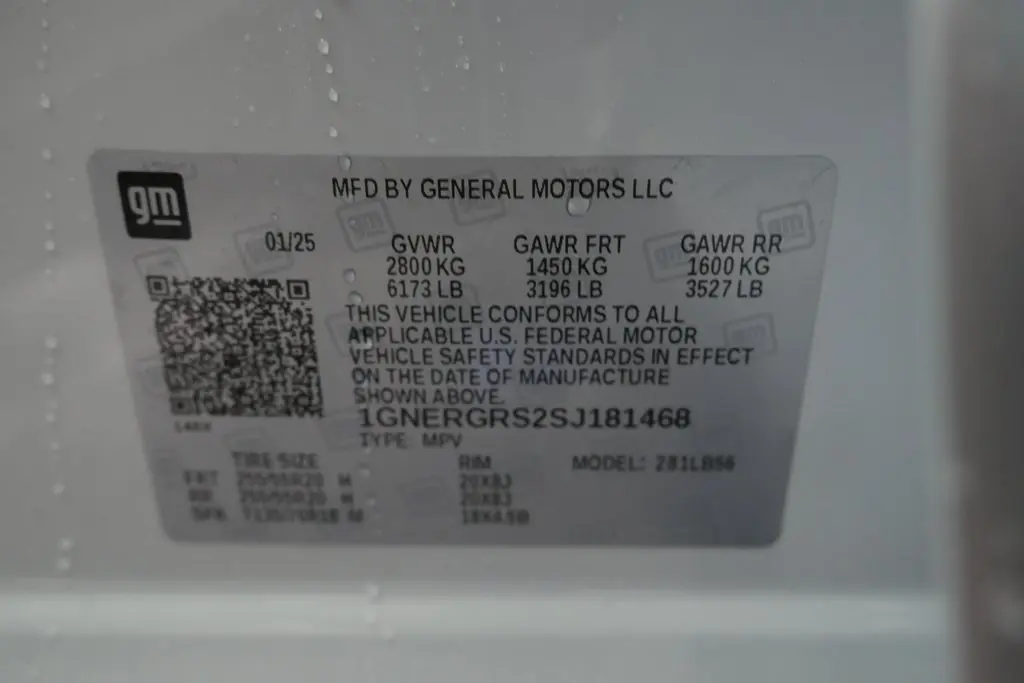 gm
MFD BY GENERAL MOTORS LLC
01/25 GVWR GAWR FRT GAWR RR
2800 KG 1450 KG 1600 KG
6173 LB 3196 LB 3527 LB
THIS VEHICLE CONFORMS TO ALL
APPLICABLE U.S. FEDERAL MOTOR
VEHICLE SAFETY STANDARDS IN EFFECT
ON THE DATE OF MANUFACTURE
SHOWN ABOVE.
1GNERGRS2SJ181468
TYPE: MPV
TIRE SIZE RIM MODEL:
FRT 20X8J
RR 20X8J